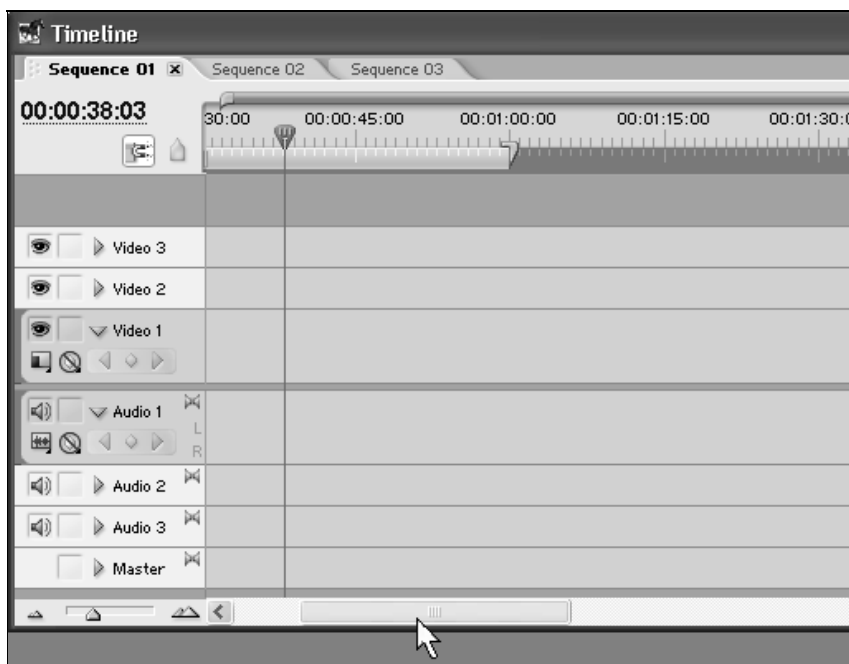 Timeline
Sequence 01 Sequence 02 Sequence 03
00:00:38:03
30:00 00:00:45:00 00:01:00:00 00:01:15:00 00:01:30:0
Video 3
Video 2
Video 1
Audio 1
L
R
Audio 2
Audio 3
Master